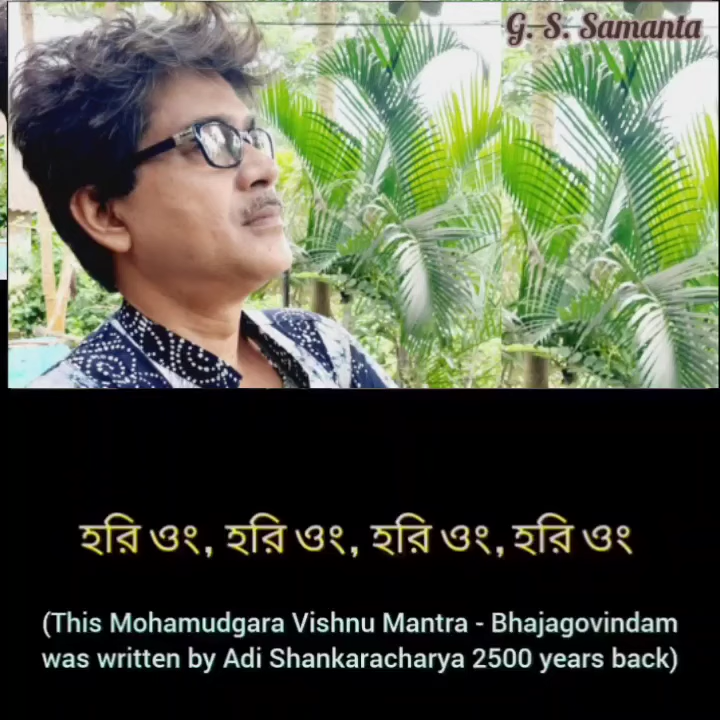 G. S. Samanta
হরি ওং, হরি ওং, হরি ওং, হরি ওং
(This Mohamudgara Vishnu Mantra - Bhajagovindam
was written by Adi Shankaracharya 2500 years back)